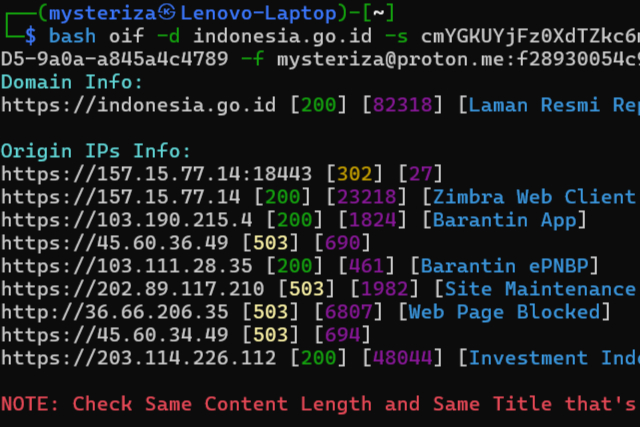 ┌──(mysteriza㉿Lenovo-Laptop)-[~]
└─$ bash oif -d indonesia.go.id -s cmYGKUYjFz0XdTZkc6
D5-9a0a-a845a4c4789 -f mysteriza@proton.me:f28930054c
Domain Info:
https://indonesia.go.id [200] [82318] [Laman Resmi Rep
Origin IPs Info:
https://157.15.77.14:18443 [302] [27]
https://157.15.77.14 [200] [23218] [Zimbra Web Client
https://103.190.215.4 [200] [1824] [Barantin App]
https://45.60.36.49 [503] [690]
https://103.111.28.35 [200] [461] [Barantin ePNBP]
https://202.89.117.210 [503] [1982] [Site Maintenance
http://36.66.206.35 [503] [6807] [Web Page Blocked]
https://45.60.34.49 [503] [694]
https://203.114.226.112 [200] [48044] [Investment Ind
NOTE: Check Same Content Length and Same Title that's